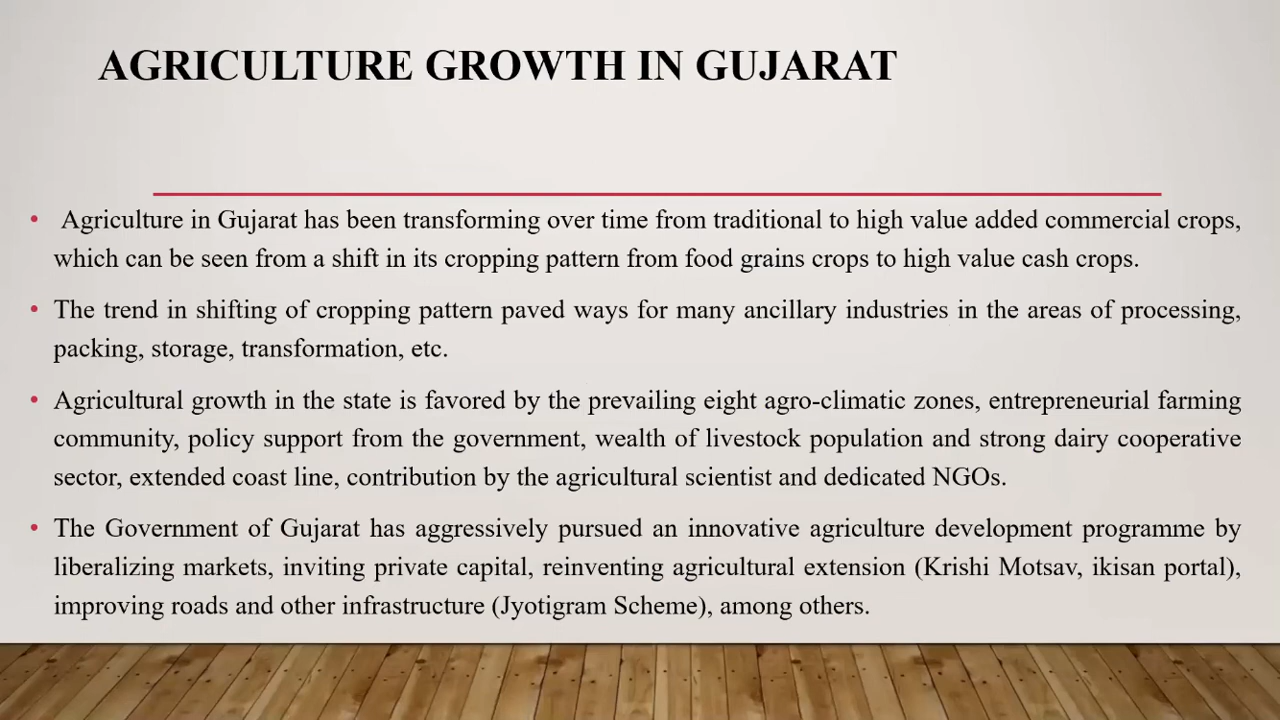 AGRICULTURE GROWTH IN GUJARAT
• Agriculture in Gujarat has been transforming over time from traditional to high value added commercial crops,
which can be seen from a shift in its cropping pattern from food grains crops to high value cash crops.
• The trend in shifting of cropping pattern paved ways for many ancillary industries in the areas of processing,
packing, storage, transformation, etc.
• Agricultural growth in the state is favored by the prevailing eight agro-climatic zones, entrepreneurial farming
community, policy support from the government, wealth of livestock population and strong dairy cooperative
sector, extended coast line, contribution by the agricultural scientist and dedicated NGOs.
• The Government of Gujarat has aggressively pursued an innovative agriculture development programme by
liberalizing markets, inviting private capital, reinventing agricultural extension (Krishi Motsav, ikisan portal),
improving roads and other infrastructure (Jyotigram Scheme), among others.